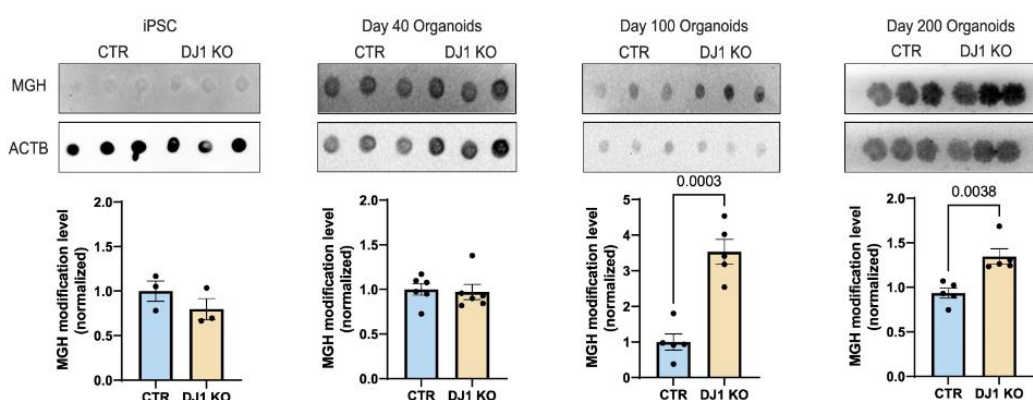 iPSC
CTR DJ1 KO
MGH
ACTB
MGH modification level
(normalized)
2.0
1.5
1.0
0.5
0.0
CTR DJ1 KO
Day 40 Organoids
CTR DJ1 KO
MGH modification level
(normalized)
2.0
1.5
1.0
0.5
0.0
CTR DJ1 KO
Day 100 Organoids
CTR DJ1 KO
0.0003
MGH modification level
(normalized)
5
4
3
2
1
0
CTR DJ1 KO
Day 200 Organoids
CTR DJ1 KO
0.0038
MGH modification level
(normalized)
2.0
1.5
1.0
0.5
0.0
CTR DJ1 KO